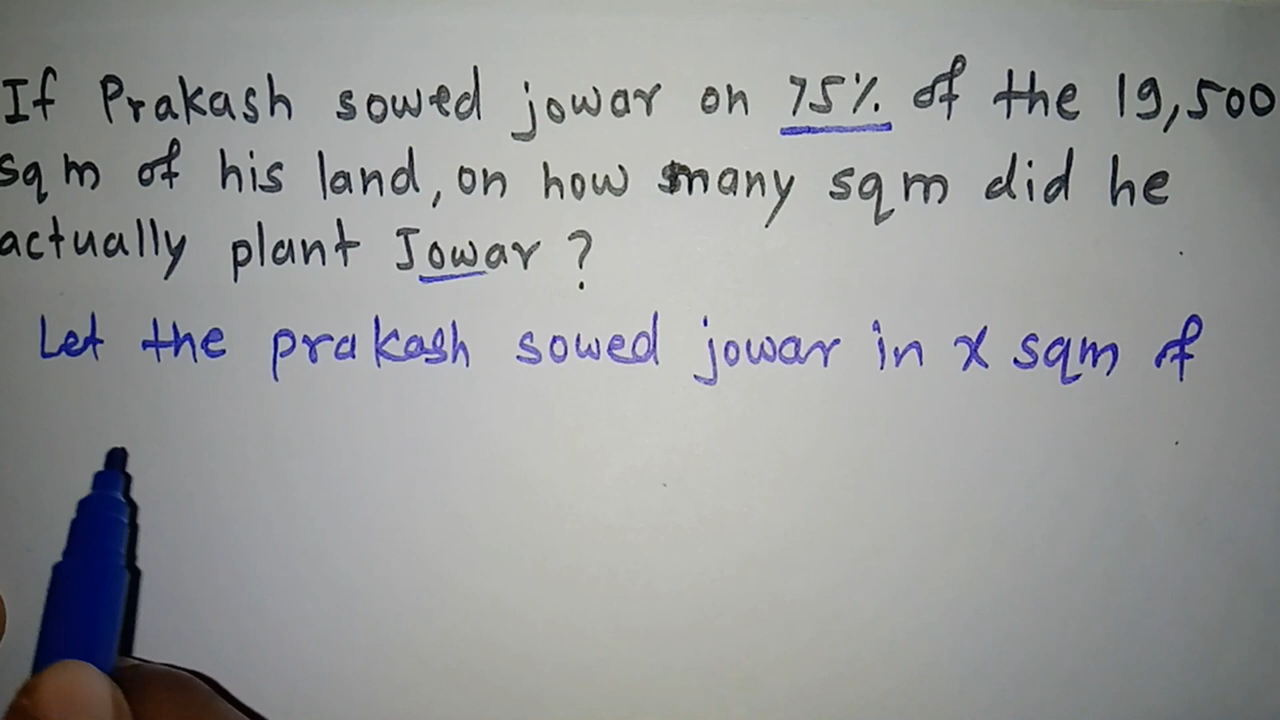 If Prakash sowed jowar on 75% of the 19,500
sq m of his land, on how many sq m did he
actually plant Jowar ?
Let the prakash sowed jowar in x sqm of